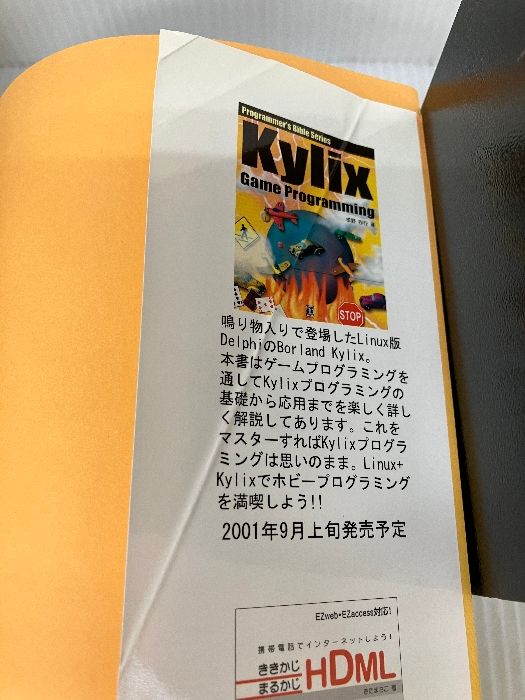 Programmer's Bible Series
Kylix
Game Programming
STOP
鳴り物入りで登場したLinux版
DelphiのBorland Kylix。
本書はゲームプログラミングを
通してKylixプログラミングの
基礎から応用までを楽しく詳し
く解説してあります。これを
マスターすればKylixプログラ
ミングは思いのまま。Linux+
Kylixでホビープログラミング
を満喫しよう!!
2001年9月上旬発売予定
EZweb・EZaccess対応!
携帯電話でインターネットしよう!
ききかじ
まるかじ
HDML